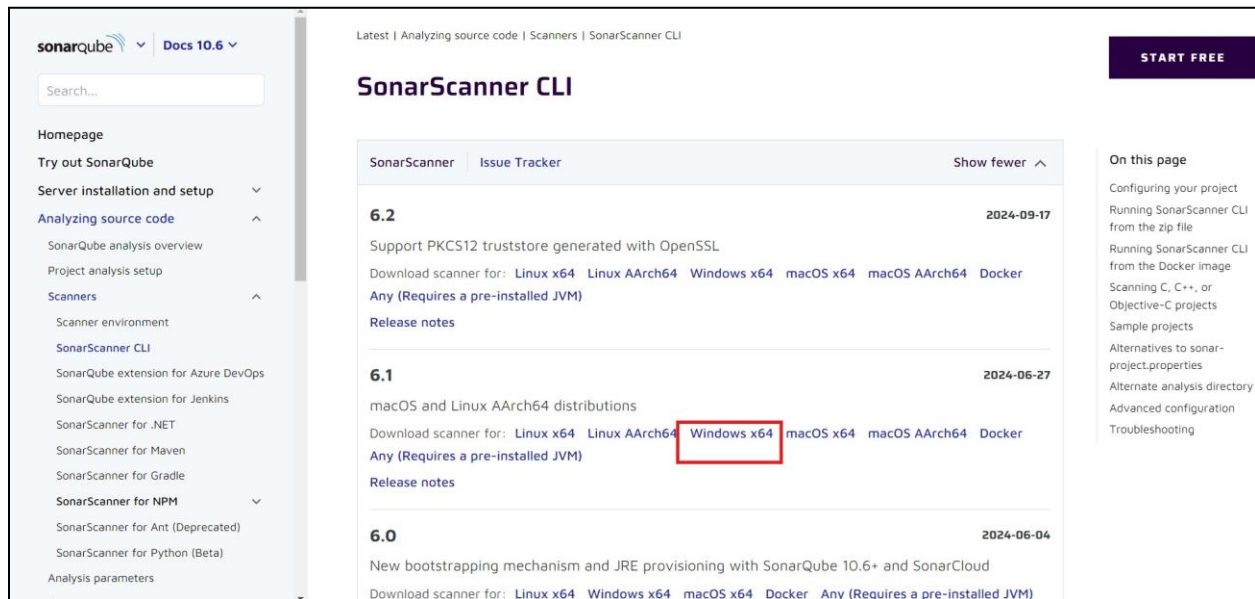 sonarqube Docs 10.6
Search...
Homepage
Try out SonarQube
Server installation and setup
Analyzing source code
SonarQube analysis overview
Project analysis setup
Scanners
Scanner environment
SonarScanner CLI
SonarQube extension for Azure DevOps
SonarQube extension for Jenkins
SonarScanner for .NET
SonarScanner for Maven
SonarScanner for Gradle
SonarScanner for NPM
SonarScanner for Ant (Deprecated)
SonarScanner for Python (Beta)
Analysis parameters
Latest | Analyzing source code | Scanners | SonarScanner CLI
SonarScanner CLI
SonarScanner Issue Tracker Show fewer
6.2 2024-09-17
Support PKCS12 truststore generated with OpenSSL
Download scanner for: Linux x64 Linux AArch64 Windows x64 macOS x64 macOS AArch64 Docker
Any (Requires a pre-installed JVM)
Release notes
6.1 2024-06-27
macOS and Linux AArch64 distributions
Download scanner for: Linux x64 Linux AArch64 Windows x64 macOS x64 macOS AArch64 Docker
Any (Requires a pre-installed JVM)
Release notes
6.0 2024-06-04
New bootstrapping mechanism and JRE provisioning with SonarQube 10.6+ and SonarCloud
Download scanner for: Linux x64 Windows x64 macOS x64 Docker Any (Requires a pre-installed JVM)
START FREE
On this page
Configuring your project
Running SonarScanner CLI
from the zip file
Running SonarScanner CLI
from the Docker image
Scanning C, C++, or
Objective-C projects
Sample projects
Alternatives to sonar-
project.properties
Alternate analysis directory
Advanced configuration
Troubleshooting